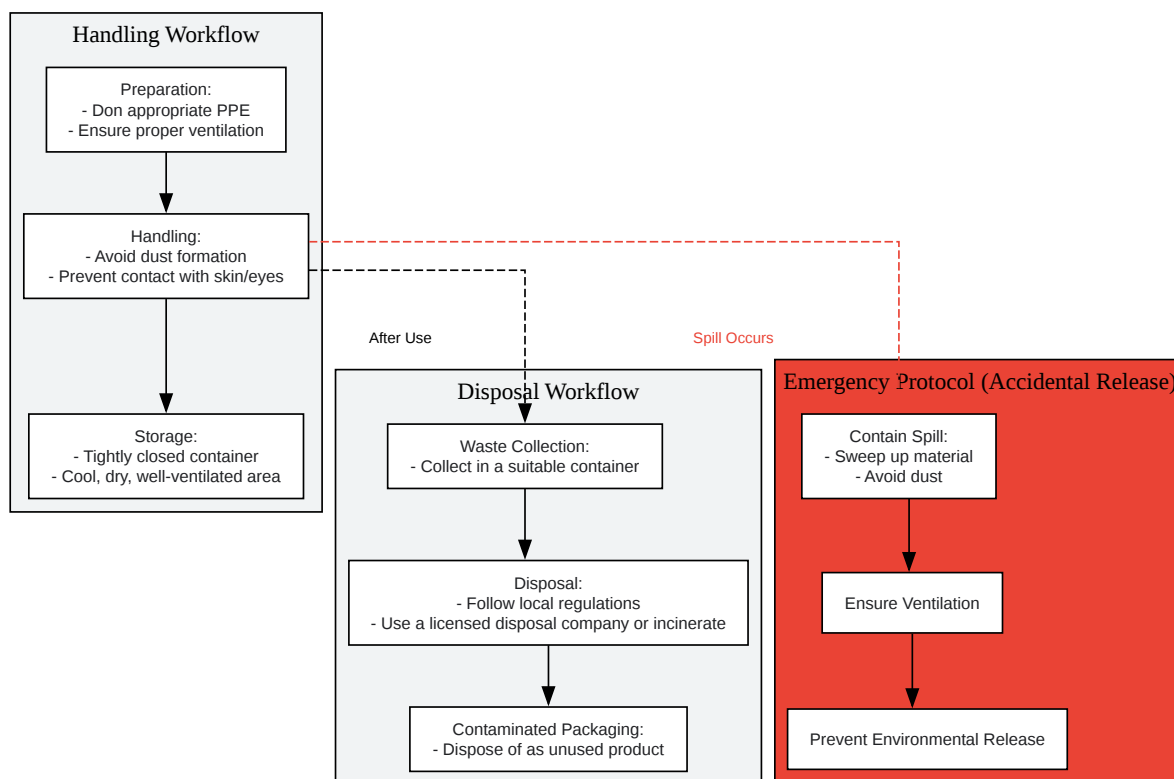 Handling Workflow
Preparation:
- Don appropriate PPE
- Ensure proper ventilation
Handling:
- Avoid dust formation
- Prevent contact with skin/eyes
Storage:
- Tightly closed container
- Cool, dry, well-ventilated area
After Use
Spill Occurs
Disposal Workflow
Waste Collection:
- Collect in a suitable container
Disposal:
- Follow local regulations
- Use a licensed disposal company or incinerate
Contaminated Packaging:
- Dispose of as unused product
Emergency Protocol (Accidental Release)
Contain Spill:
- Sweep up material
- Avoid dust
Ensure Ventilation
Prevent Environmental Release